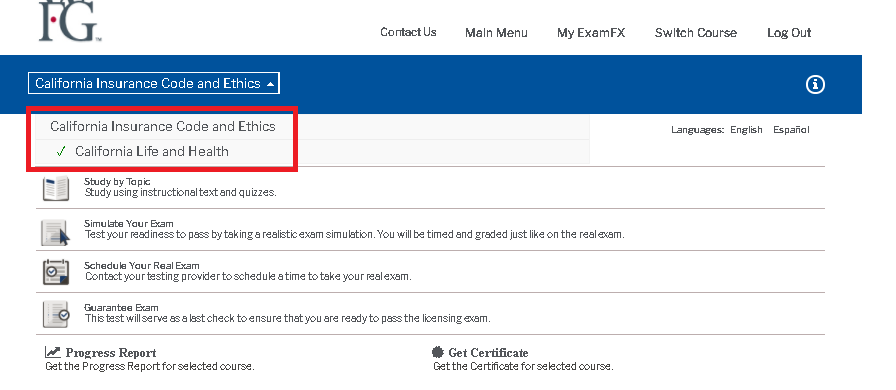 FG
Contact Us Main Menu My ExamFX Switch Course Log Out
California Insurance Code and Ethics
California Insurance Code and Ethics
Languages: English Español
✓ California Life and Health
Study by Topic
Study using instructional text and quizzes.
Simulate Your Exam
Test your readiness to pass by taking a realistic exam simulation. You will be timed and graded just like on the real exam.
Schedule Your Real Exam
Contact your testing provider to schedule a time to take your real exam.
Guarantee Exam
This test will serve as a last check to ensure that you are ready to pass the licensing exam.
Progress Report Get Certificate
Get the Progress Report for selected course. Get the Certificate for selected course.